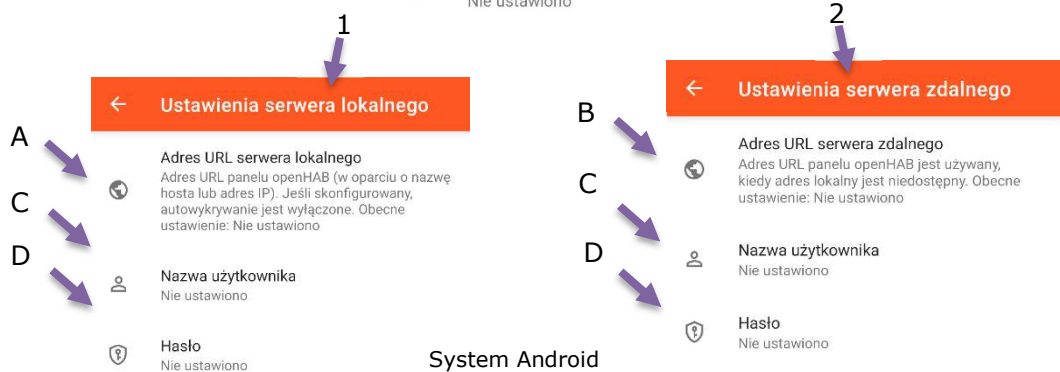 Nie ustawiono
1
2
Ustawienia serwera lokalnego
A
Adres URL serwera lokalnego
Adres URL panelu openHAB (w oparciu o nazwę
hosta lub adres IP). Jeśli skonfigurowany,
autowykrywanie jest wyłączone. Obecne
ustawienie: Nie ustawiono
C
Nazwa użytkownika
Nie ustawiono
D
Hasło
Nie ustawiono
Ustawienia serwera zdalnego
B
Adres URL serwera zdalnego
Adres URL panelu openHAB jest używany,
kiedy adres lokalny jest niedostępny. Obecne
ustawienie: Nie ustawiono
C
Nazwa użytkownika
Nie ustawiono
D
Hasło
Nie ustawiono
System Android